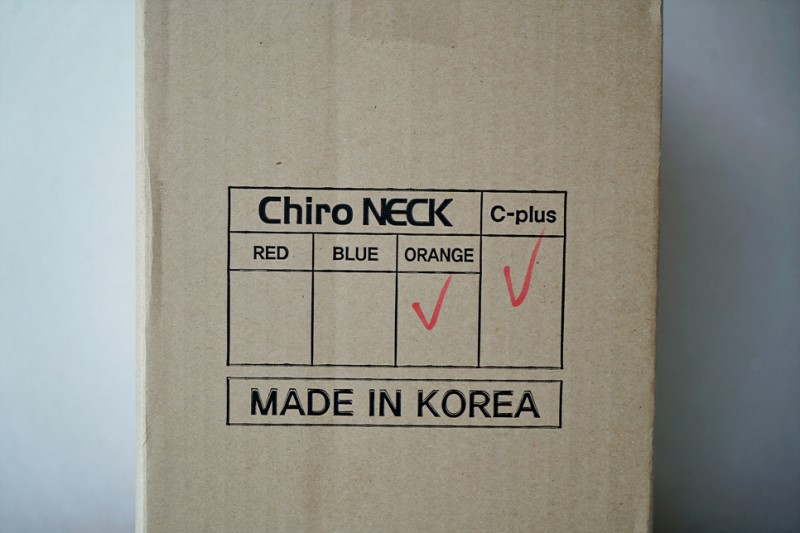 Chiro NECK C-plus
RED BLUE ORANGE
MADE IN KOREA